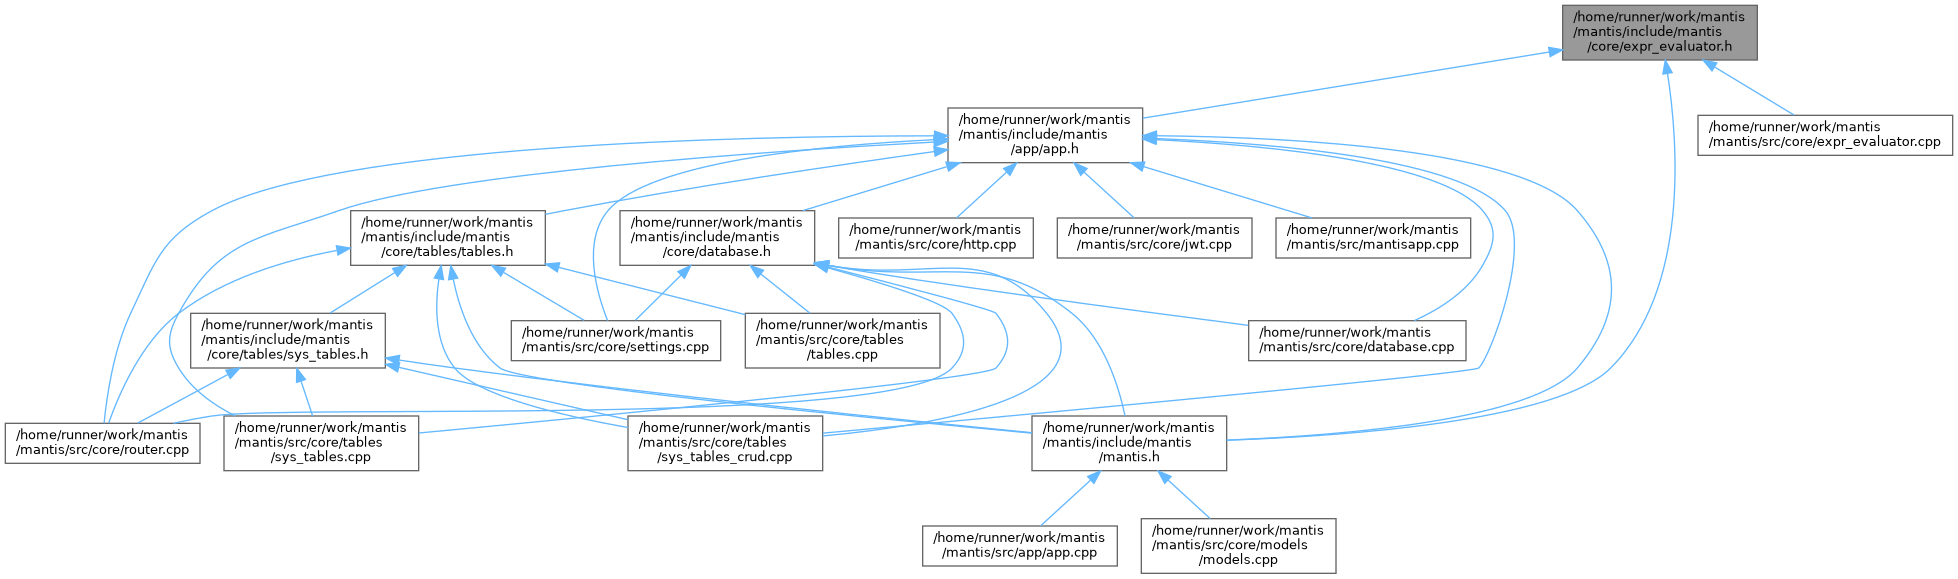 /home/runner/work/mantis
/mantis/include/mantis
/core/expr_evaluator.h
/home/runner/work/mantis
/mantis/include/mantis
/app/app.h
/home/runner/work/mantis
/mantis/src/core/expr_evaluator.cpp
/home/runner/work/mantis
/mantis/include/mantis
/core/tables/tables.h
/home/runner/work/mantis
/mantis/include/mantis
/core/database.h
/home/runner/work/mantis
/mantis/src/core/http.cpp
/home/runner/work/mantis
/mantis/src/core/jwt.cpp
/home/runner/work/mantis
/mantis/src/mantisapp.cpp
/home/runner/work/mantis
/mantis/include/mantis
/core/tables/sys_tables.h
/home/runner/work/mantis
/mantis/src/core/settings.cpp
/home/runner/work/mantis
/mantis/src/core/tables
/tables.cpp
/home/runner/work/mantis
/mantis/src/core/database.cpp
/home/runner/work/mantis
/mantis/src/core/router.cpp
/home/runner/work/mantis
/mantis/src/core/tables
/sys_tables.cpp
/home/runner/work/mantis
/mantis/src/core/tables
/sys_tables_crud.cpp
/home/runner/work/mantis
/mantis/include/mantis
/mantis.h
/home/runner/work/mantis
/mantis/src/app/app.cpp
/home/runner/work/mantis
/mantis/src/core/models
/models.cpp